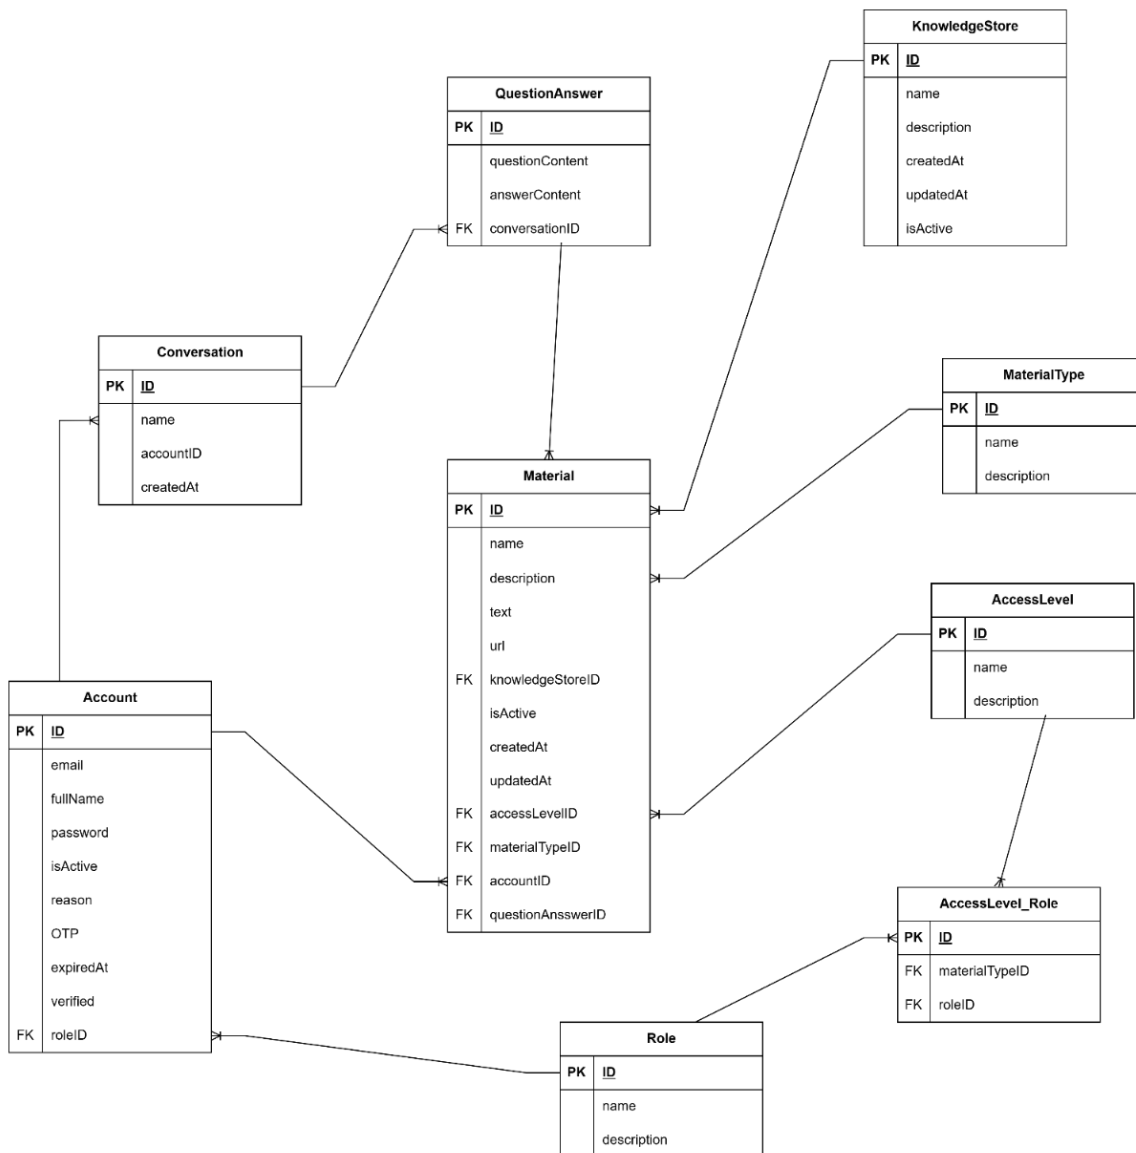 KnowledgeStore
PK ID
name
description
createdAt
updatedAt
isActive
QuestionAnswer
PK ID
questionContent
answerContent
FK conversationID
Conversation
PK ID
name
accountID
createdAt
MaterialType
PK ID
name
description
Material
PK ID
name
description
text
url
FK knowledgeStoreID
isActive
createdAt
updatedAt
FK accessLevelID
FK materialTypeID
FK accountID
FK questionAnsswerID
AccessLevel
PK ID
name
description
Account
PK ID
email
fullName
password
isActive
reason
OTP
expiredAt
verified
FK roleID
AccessLevel_Role
PK ID
FK materialTypeID
FK roleID
Role
PK ID
name
description